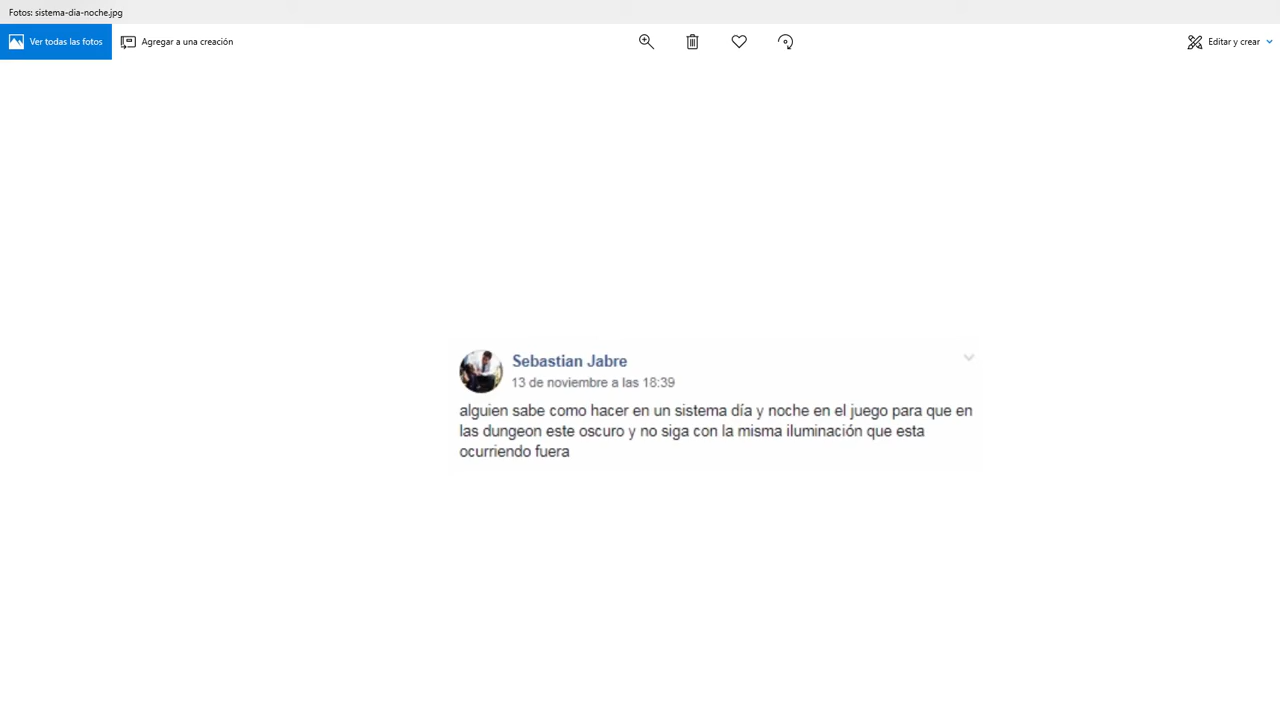 Fotos: sistema-dia-noche.jpg
Ver todas las fotos
Agregar a una creación
Editar y crear
Sebastian Jabre
13 de noviembre a las 18:39
alguien sabe como hacer en un sistema día y noche en el juego para que en
las dungeon este oscuro y no siga con la misma iluminación que esta
ocurriendo fuera